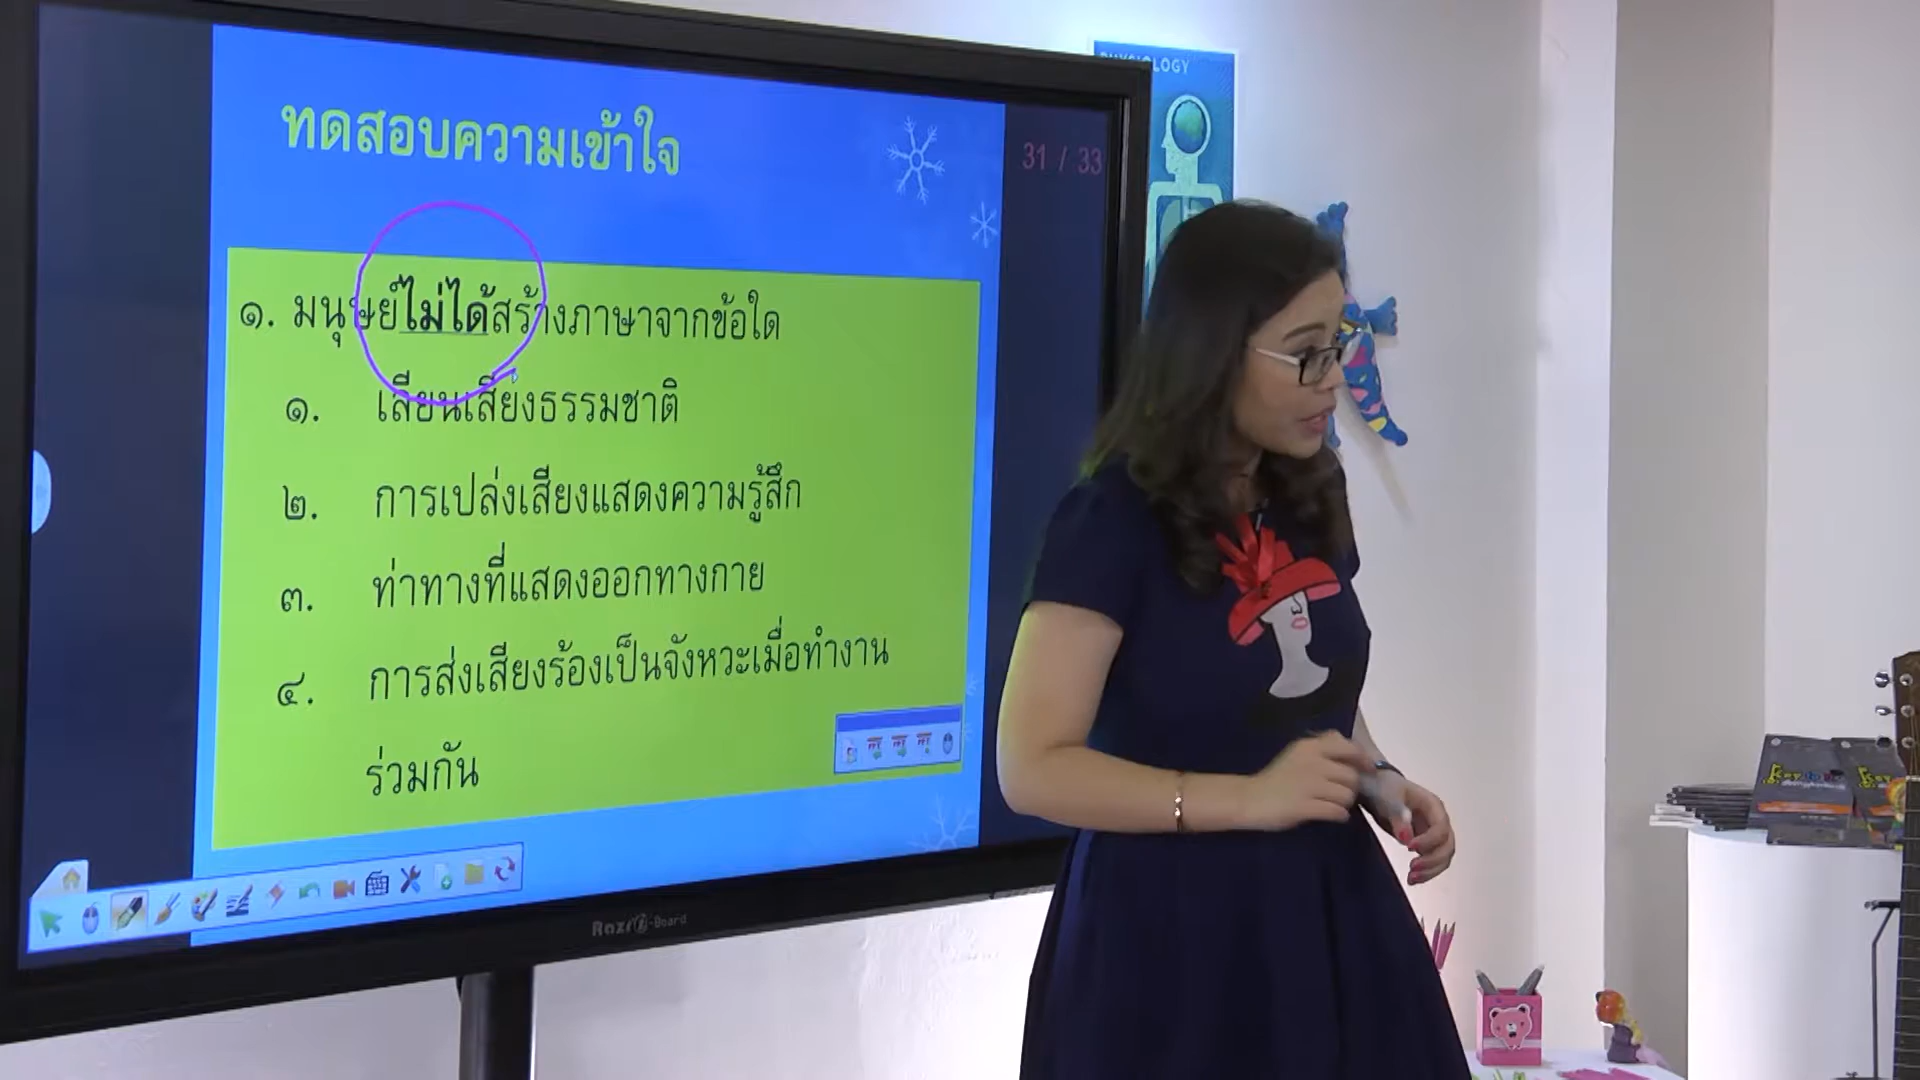 ทดสอบความเข้าใจ
31 / 33
PHYSIOLOGY
๑. มนุษย์ไม่ได้สร้างภาษาจากข้อใด
๑. เลียนเสียงธรรมชาติ
๒. การเปล่งเสียงแสดงความรู้สึก
๓. ท่าทางที่แสดงออกทางกาย
๔. การส่งเสียงร้องเป็นจังหวะเมื่อทำงาน
ร่วมกัน